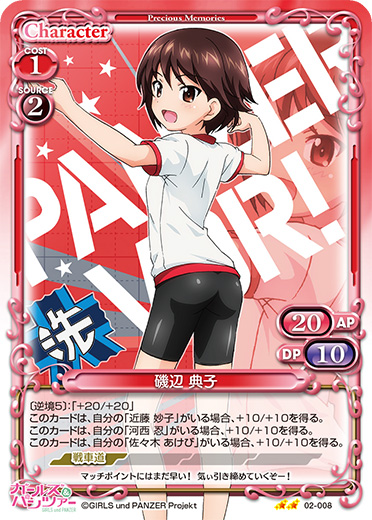 Precious Memories
Character
COST
1
SOURCE
2
PANZER
VOR!
洗
20 AP
DP 10
磯辺 典子
〔逆境5〕:「+20/+20」
このカードは、自分の「近藤 妙子」がいる場合、+10/+10を得る。
このカードは、自分の「河西 忍」がいる場合、+10/+10を得る。
このカードは、自分の「佐々木 あけび」がいる場合、+10/+10を得る。
戦車道
マッチポイントにはまだ早い! 気い引き締めていくぞー!
ガールズ&パンツァー
GIRLS und PANZER
©GIRLS und PANZER Projekt
02-008